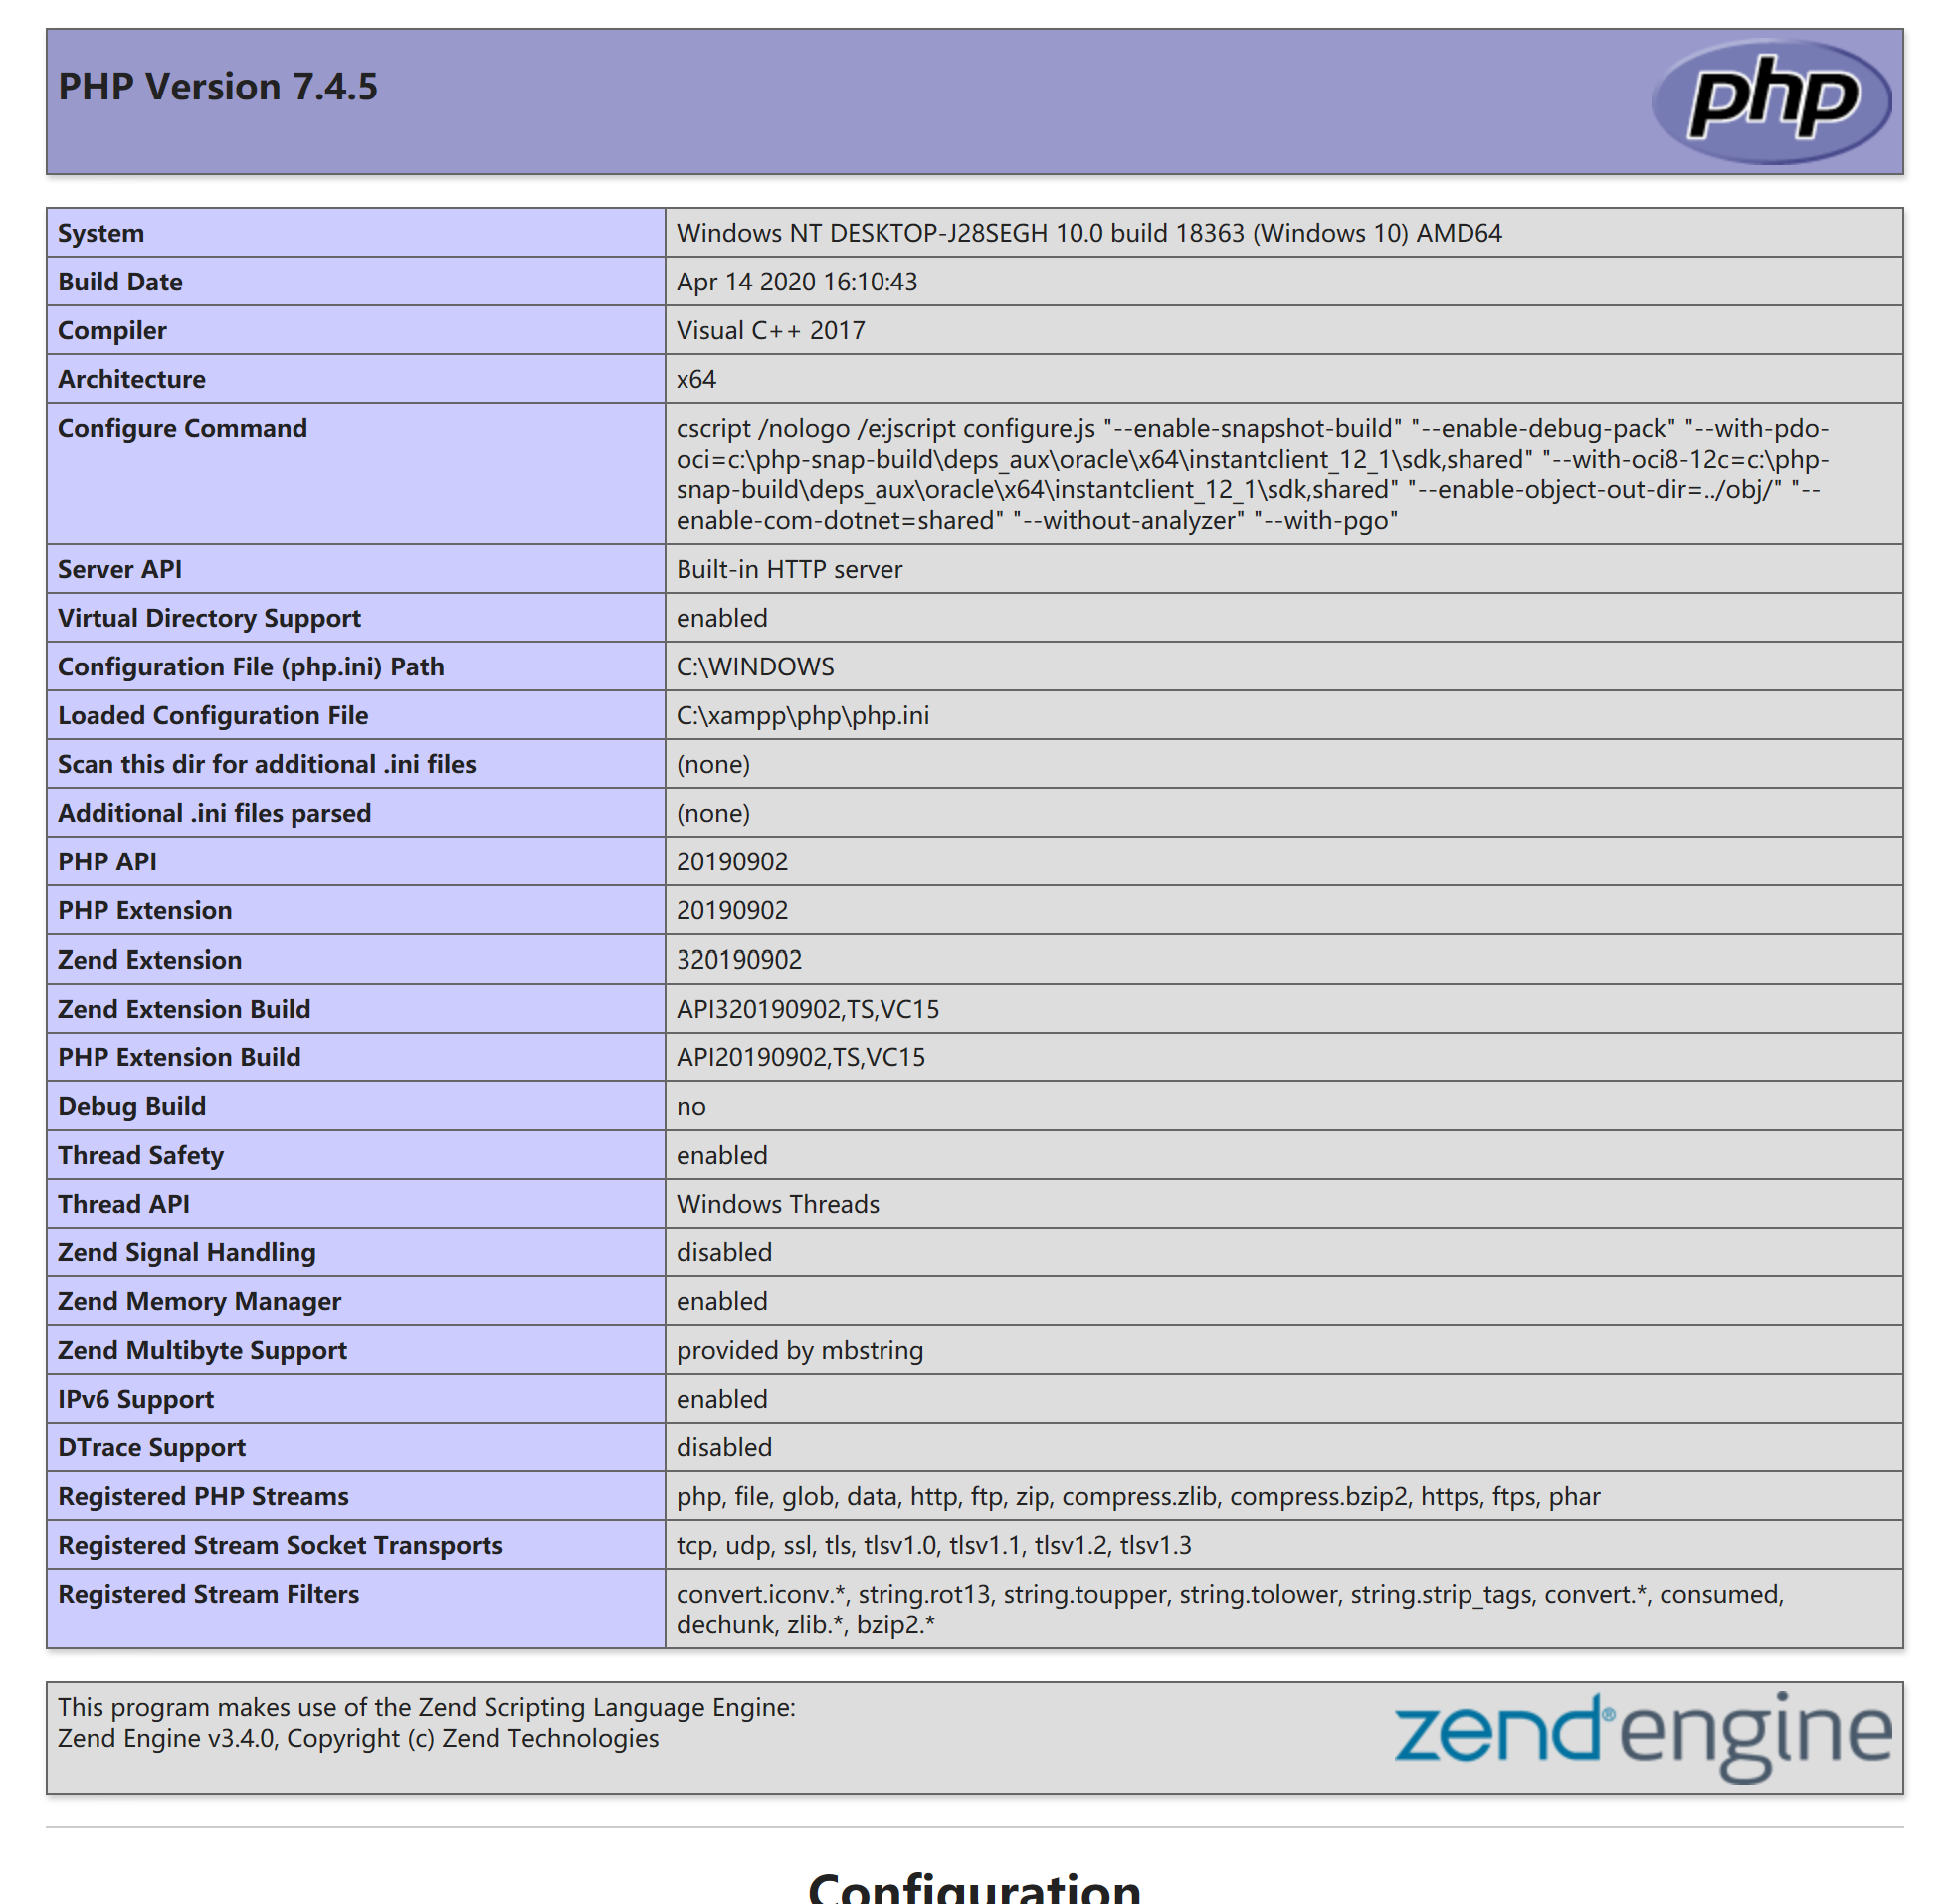 PHP Version 7.4.5
php
System Windows NT DESKTOP-J28SEGH 10.0 build 18363 (Windows 10) AMD64
Build Date Apr 14 2020 16:10:43
Compiler Visual C++ 2017
Architecture x64
Configure Command cscript /nologo /e:jscript configure.js "--enable-snapshot-build" "--enable-debug-pack" "--with-pdo-
oci=c:\php-snap-build\deps_aux\oracle\x64\instantclient_12_1\sdk,shared" "--with-oci8-12c=c:\php-
snap-build\deps_aux\oracle\x64\instantclient_12_1\sdk,shared" "--enable-object-out-dir=../obj/" "--
enable-com-dotnet=shared" "--without-analyzer" "--with-pgo"
Server API Built-in HTTP server
Virtual Directory Support enabled
Configuration File (php.ini) Path C:\WINDOWS
Loaded Configuration File C:\xampp\php\php.ini
Scan this dir for additional .ini files (none)
Additional .ini files parsed (none)
PHP API 20190902
PHP Extension 20190902
Zend Extension 320190902
Zend Extension Build API320190902,TS,VC15
PHP Extension Build API20190902,TS,VC15
Debug Build no
Thread Safety enabled
Thread API Windows Threads
Zend Signal Handling disabled
Zend Memory Manager enabled
Zend Multibyte Support provided by mbstring
IPv6 Support enabled
DTrace Support disabled
Registered PHP Streams php, file, glob, data, http, ftp, zip, compress.zlib, compress.bzip2, https, ftps, phar
Registered Stream Socket Transports tcp, udp, ssl, tls, tlsv1.0, tlsv1.1, tlsv1.2, tlsv1.3
Registered Stream Filters convert.iconv.*, string.rot13, string.toupper, string.tolower, string.strip_tags, convert.*, consumed,
dechunk, zlib.*, bzip2.*
This program makes use of the Zend Scripting Language Engine:
Zend Engine v3.4.0, Copyright (c) Zend Technologies
zend® engine
Configuration